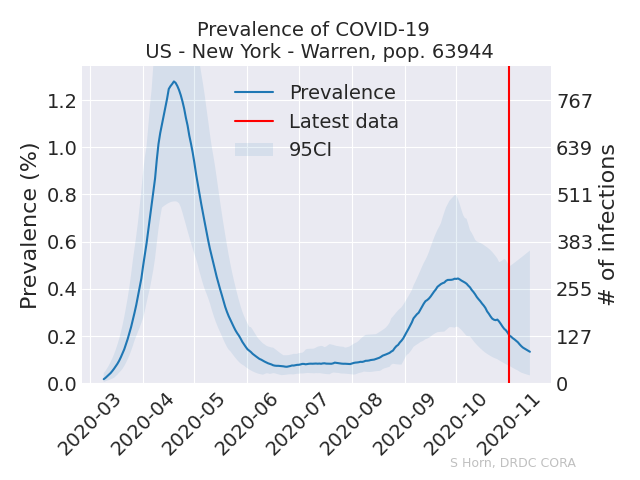 Prevalence of COVID-19
US - New York - Warren, pop. 63944
Prevalence
Latest data
95CI
Prevalence (%)
1.2
1.0
0.8
0.6
0.4
0.2
0.0
767
639
511
383
255
127
0
# of infections
2020-03
2020-04
2020-05
2020-06
2020-07
2020-08
2020-09
2020-10
2020-11
S Horn, DRDC CORA